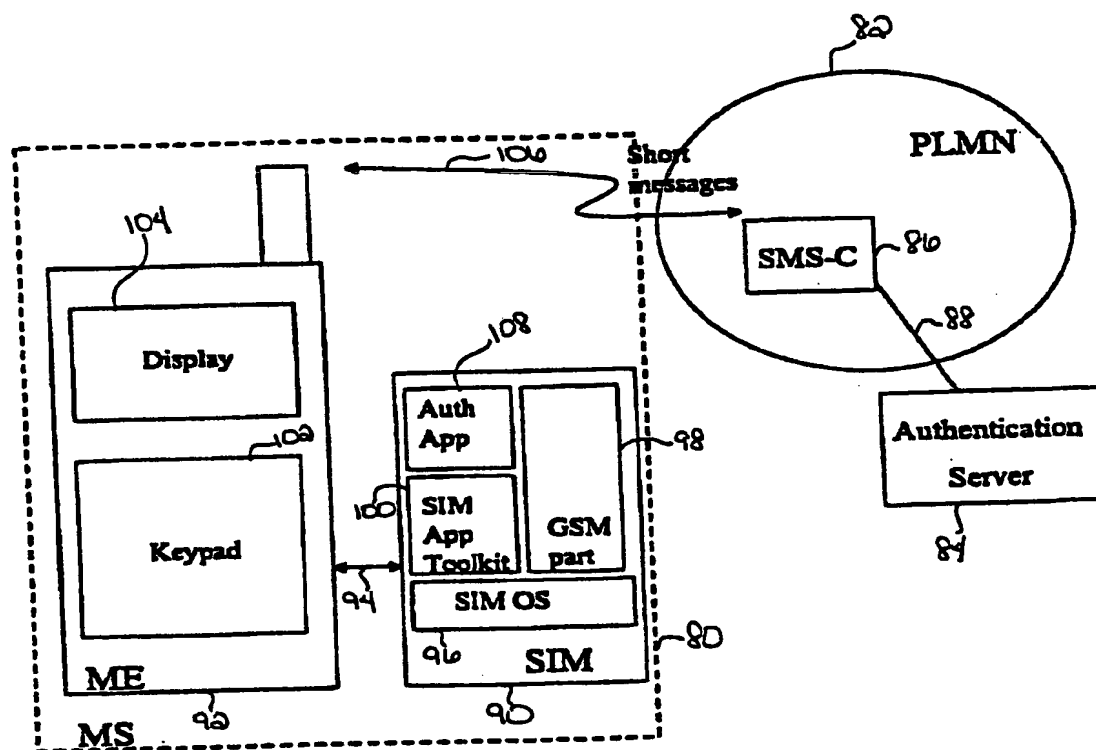 82
PLMN
106
Short
messages
SMS-C
86
88
104
Display
102
Keypad
108
Auth
App
98
100
SIM
App
Toolkit
GSM
part
94
SIM OS
96
SIM
80
Authentication
Server
84
ME
92
90
MS